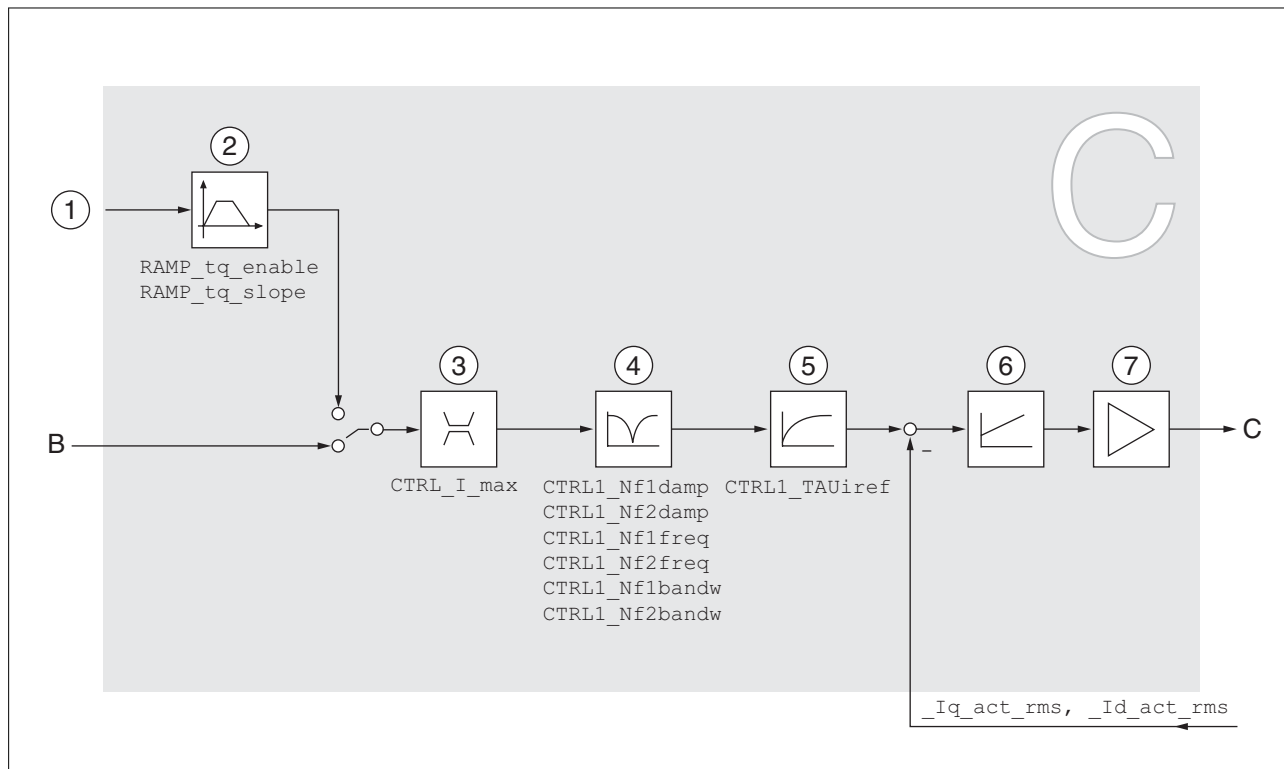 C
2
1
RAMP_tq_enable
RAMP_tq_slope
3
4
5
6
7
B
C
–
CTRL_I_max
CTRL1_Nf1damp
CTRL1_Nf2damp
CTRL1_Nf1freq
CTRL1_Nf2freq
CTRL1_Nf1bandw
CTRL1_Nf2bandw
CTRL1_TAUiref
_Iq_act_rms, _Id_act_rms